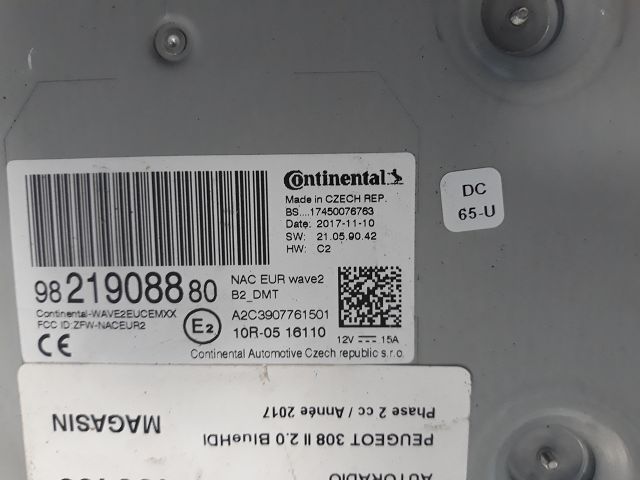 Continental
Made in CZECH REP.
BS....17450076763
Date: 2017-11-10
SW: 21.05.90.42
HW: C2
98 219088 80
NAC EUR wave2
B2_DMT
Continental-WAVE2EUCEMXX
FCC ID:ZFW-NACEUR2
CE
E2
A2C3907761501
10R-05 16110
12V 15A
Continental Automotive Czech republic s.r.o.
DC
65-U
MAGASIN
Phase 2 cc / Année 2017
PEUGEOT 308 II 2.0 BlueHDI
AUTORADIO